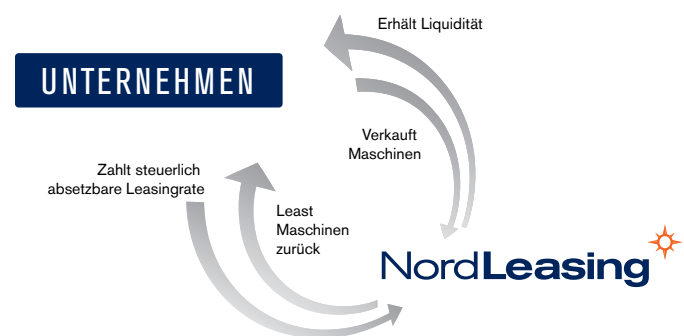 Erhält Liquidität
UNTERNEHMEN
Verkauft
Maschinen
Zahlt steuerlich
absetzbare Leasingrate
Least
Maschinen
zurück
NordLeasing